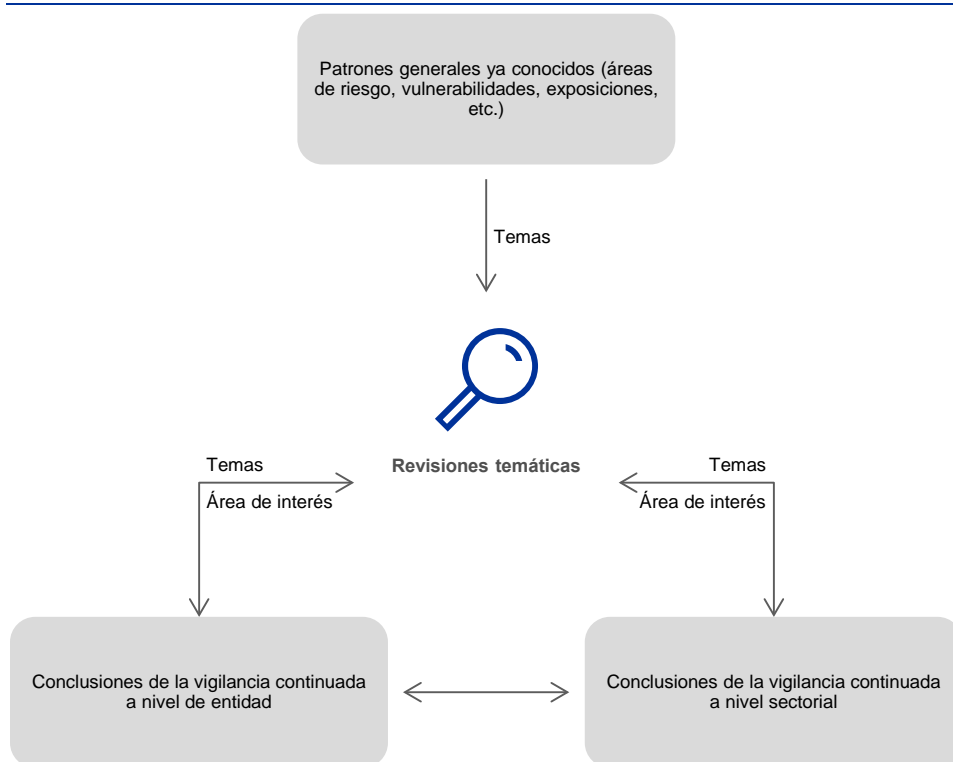 Patrones generales ya conocidos (áreas
de riesgo, vulnerabilidades, exposiciones,
etc.)
Temas
Revisiones temáticas
Temas
Área de interés
Temas
Área de interés
Conclusiones de la vigilancia continuada
a nivel de entidad
Conclusiones de la vigilancia continuada
a nivel sectorial